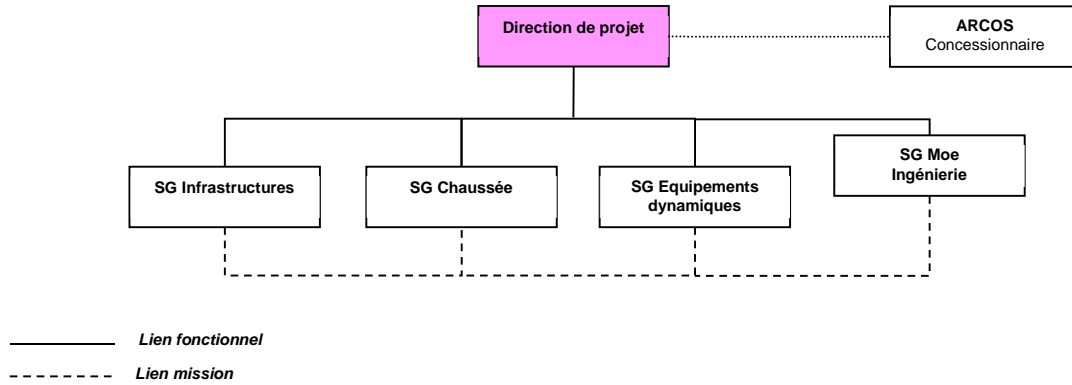 Direction de projet
ARCOS
Concessionnaire
SG Infrastructures
SG Chaussée
SG Equipements
dynamiques
SG Moe
Ingénierie
Lien fonctionnel
Lien mission